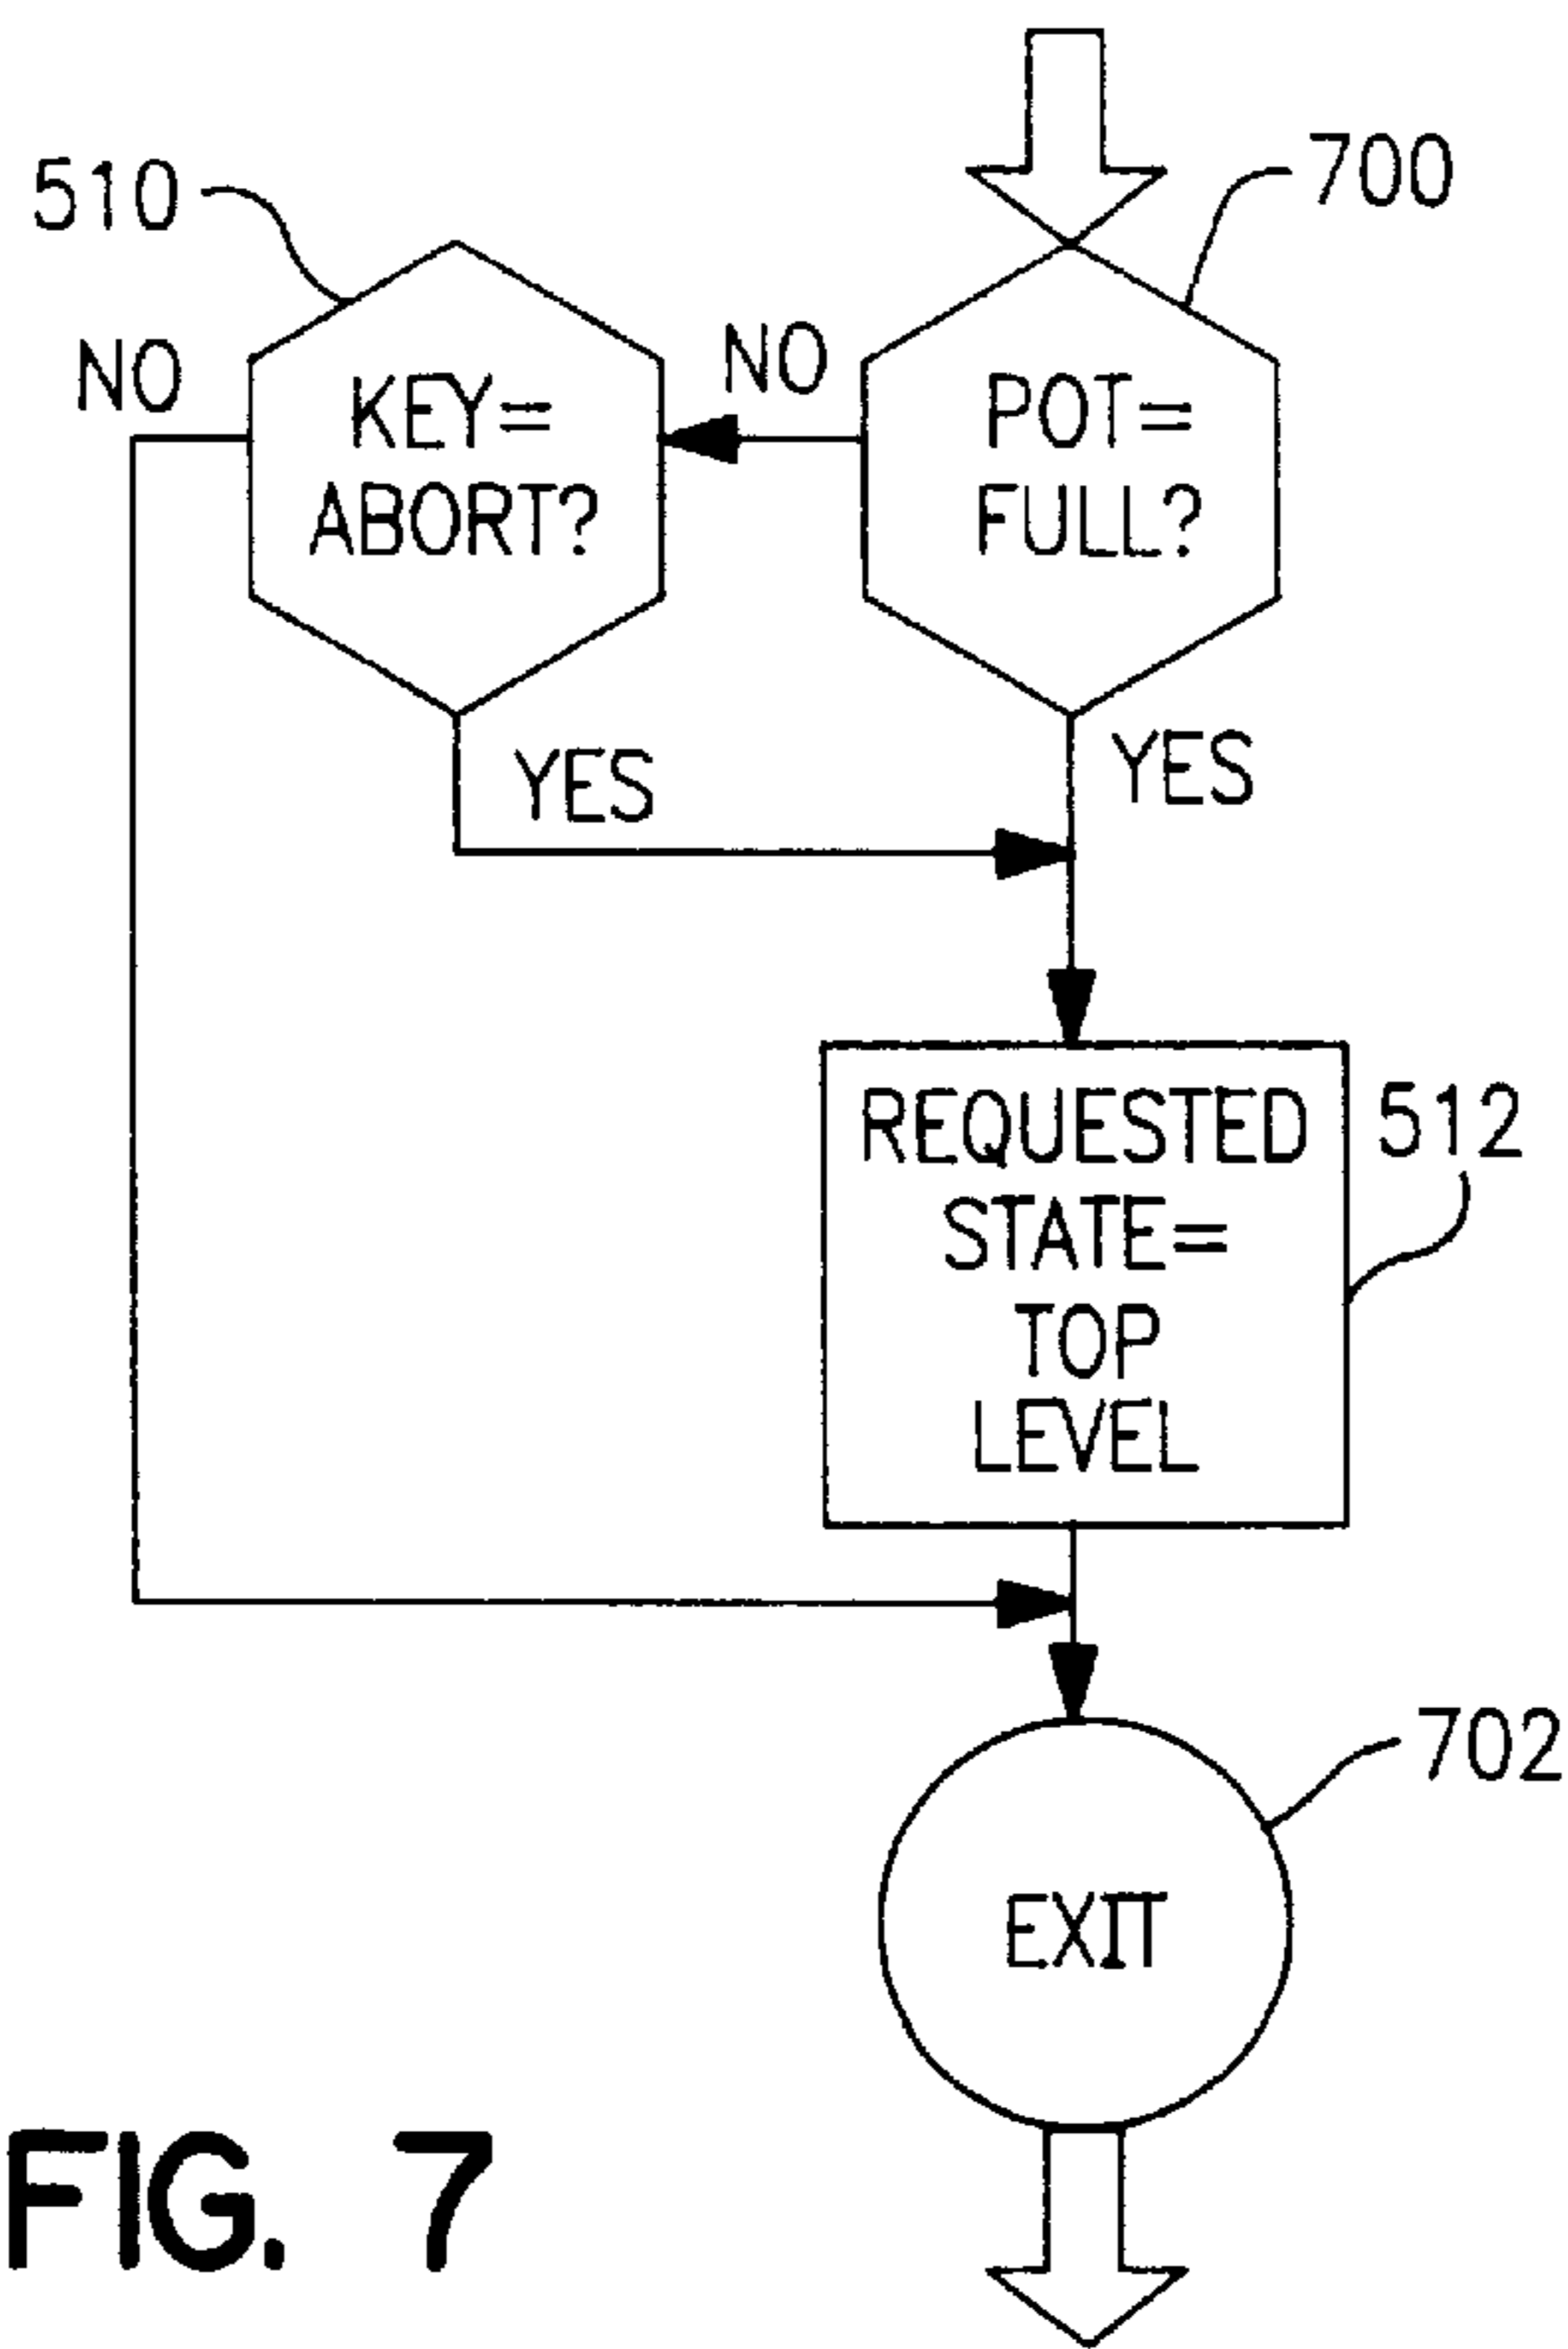 510
700
NO
KEY=
ABORT?
NO
POT=
FULL?
YES
YES
REQUESTED
STATE=
TOP
LEVEL
512
702
EXIT
FIG. 7